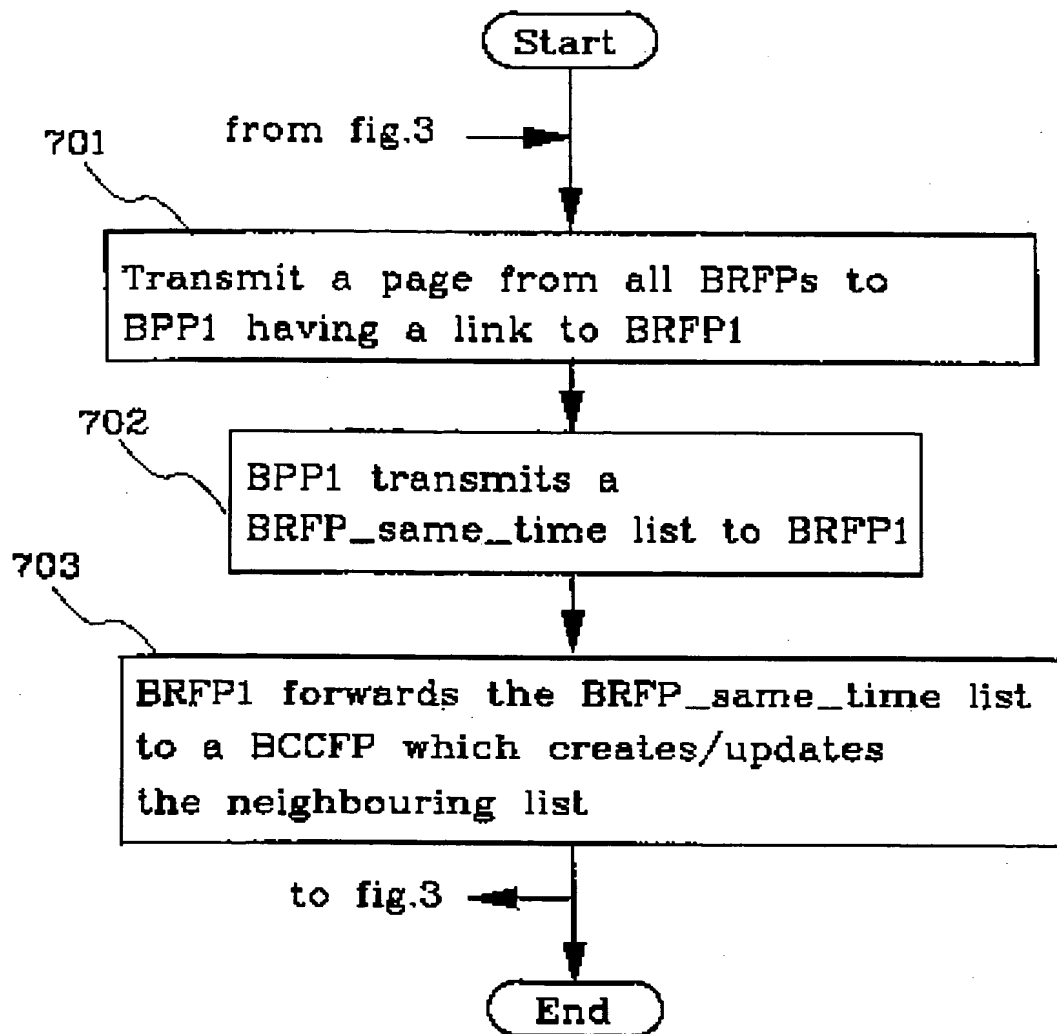 Start
from fig.3
701
Transmit a page from all BRFPs to
BPP1 having a link to BRFP1
702
BPP1 transmits a
BRFP_same_time list to BRFP1
703
BRFP1 forwards the BRFP_same_time list
to a BCCFP which creates/updates
the neighbouring list
to fig.3
End